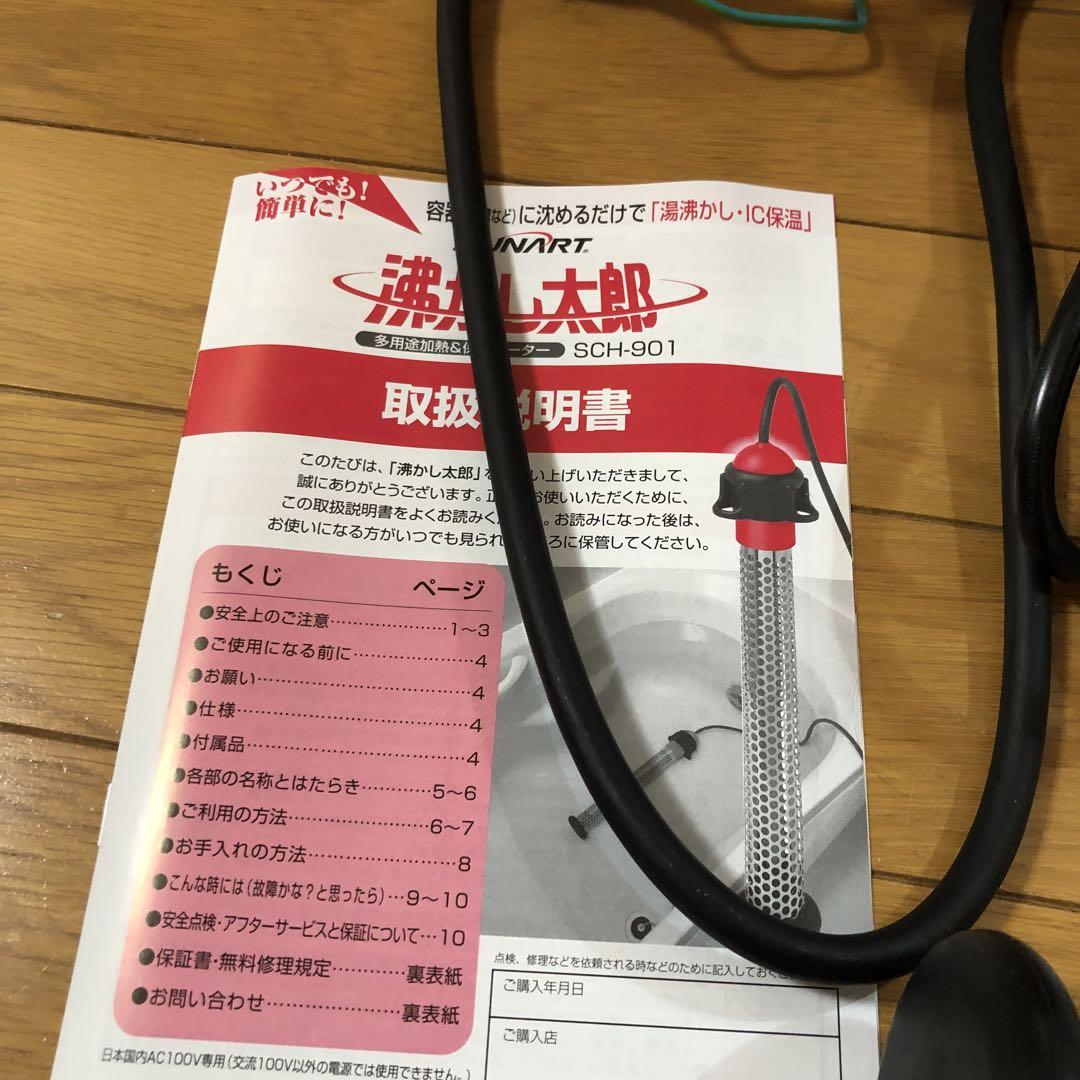 いつでも!
簡単に!
容器 など)に沈めるだけで「湯沸かし・IC保温」
UNART
沸かし太郎
多用途加熱&保 ーター SCH-901
取扱説明書
このたびは、「沸かし太郎」を い上げいただきまして、
誠にありがとうございます。正 お使いいただくために、
この取扱説明書をよくお読みく 。お読みになった後は、
お使いになる方がいつでも見られ ろに保管してください。
もくじ ページ
●安全上のご注意……………………1〜3
●ご使用になる前に……………………4
●お願い……………………4
●仕様……………………4
●付属品……………………4
●各部の名称とはたらき…………5〜6
●ご利用の方法……………………6〜7
●お手入れの方法……………………8
●こんな時には(故障かな?と思ったら)…9〜10
●安全点検・アフターサービスと保証について…10
●保証書・無料修理規定…………裏表紙
●お問い合わせ…………………裏表紙
点検、修理などを依頼される時などのために記入しておく
ご購入年月日
ご購入店
日本国内AC100V専用(交流100V以外の電源では使用できません。)